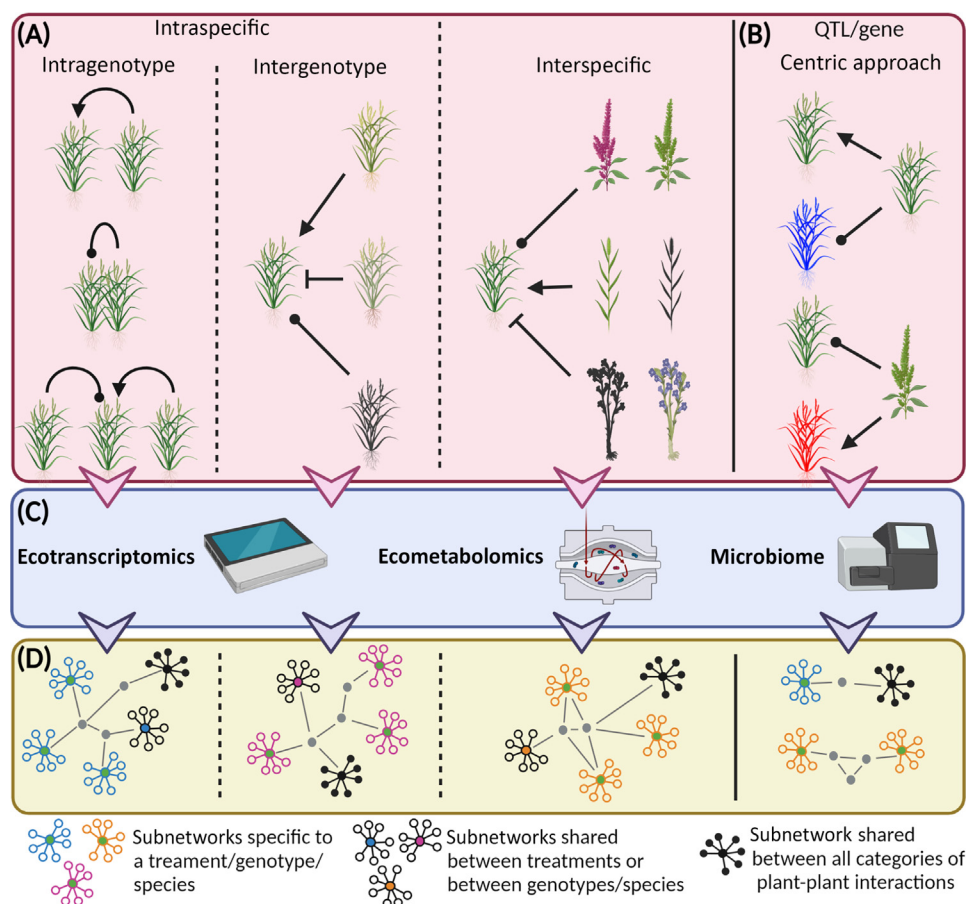 (A)
Intraspecific
Intragenotype
Intergenotype
Interspecific
(B)
QTL/gene
Centric approach
(C)
Ecotranscriptomics
Ecometabolomics
Microbiome
(D)
Subnetworks specific to
a treament/genotype/
species
Subnetworks shared
between treatments or
between genotypes/species
Subnetwork shared
between all categories of
plant-plant interactions